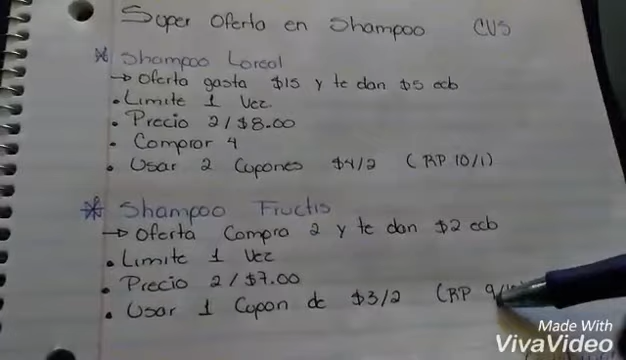 Super Oferta en Shampoo CVS
* Shampoo Loreal
→ Oferta gasta $15 y te dan $5 ecb
• Limite 1 Vez
• Precio 2/$8.00
• Comprar 4
• Usar 2 Cupones $4/2 (RP 10/1)
* Shampoo Fructis
→ Oferta Compra 2 y te dan $2 ecb
• Limite 1 Vez
• Precio 2/$7.00
• Usar 1 Cupon de $3/2 (RP
Made With
VivaVideo